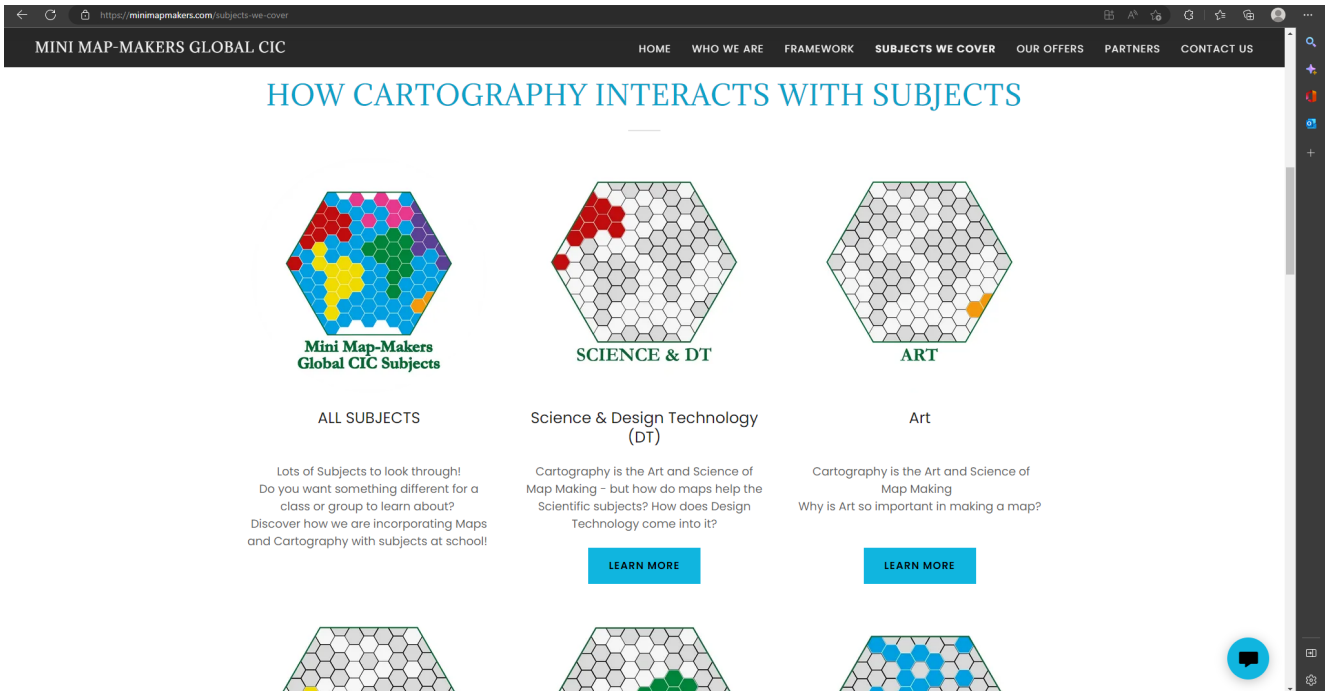 https://minimapmakers.com/subjects-we-cover
MINI MAP-MAKERS GLOBAL CIC
HOME WHO WE ARE FRAMEWORK SUBJECTS WE COVER OUR OFFERS PARTNERS CONTACT US
HOW CARTOGRAPHY INTERACTS WITH SUBJECTS
Mini Map-Makers
Global CIC Subjects
SCIENCE & DT
ART
ALL SUBJECTS
Lots of Subjects to look through!
Do you want something different for a
class or group to learn about?
Discover how we are incorporating Maps
and Cartography with subjects at school!
Science & Design Technology
(DT)
Cartography is the Art and Science of
Map Making - but how do maps help the
Scientific subjects? How does Design
Technology come into it?
LEARN MORE
Art
Cartography is the Art and Science of
Map Making
Why is Art so important in making a map?
LEARN MORE